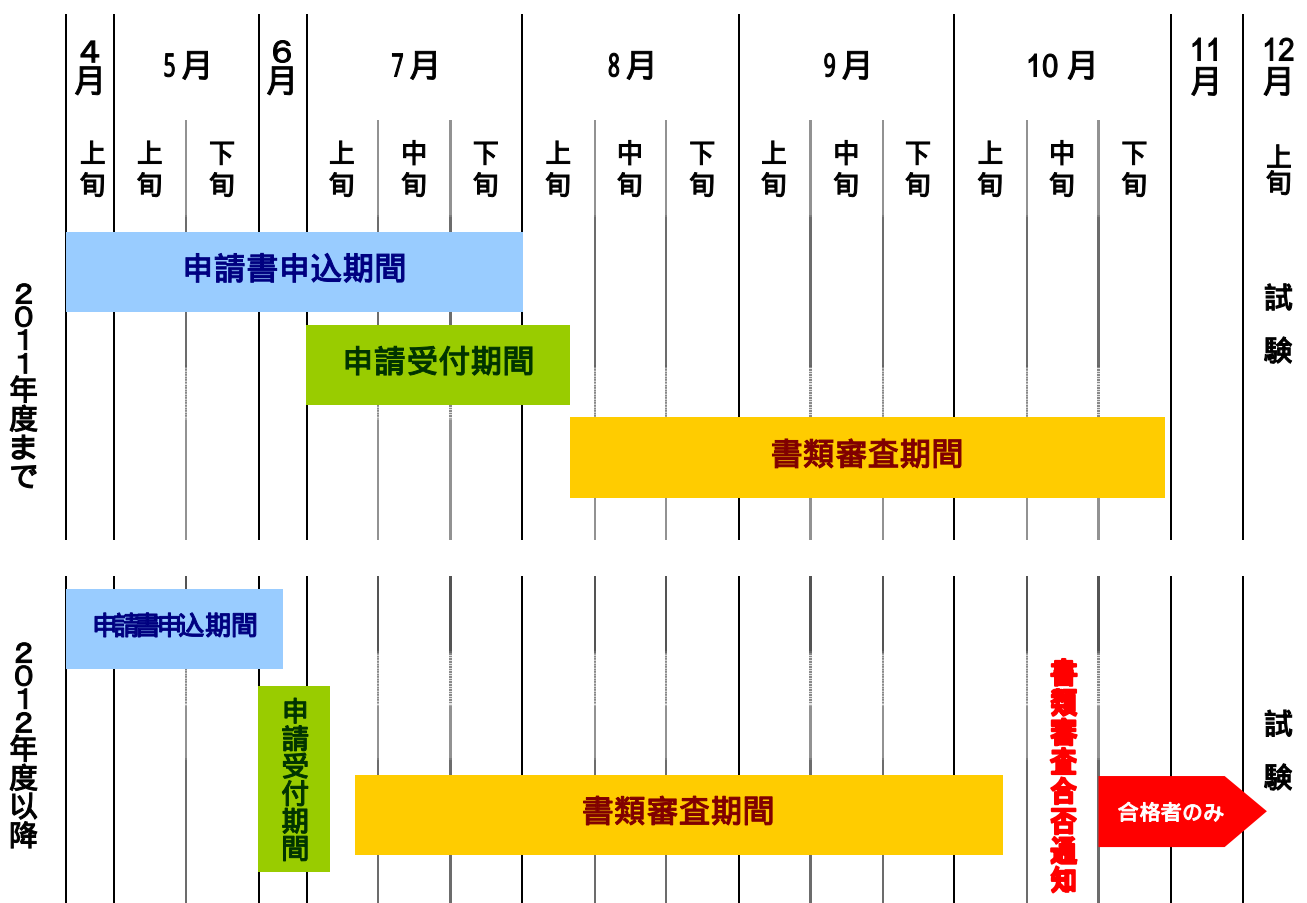 4月
5月
6月
7月
8月
9月
10月
11月
12月
上旬
上旬
下旬
上旬
中旬
下旬
上旬
中旬
下旬
上旬
中旬
下旬
上旬
中旬
下旬
上旬
2011年度まで
申請書申込期間
申請受付期間
書類審査期間
試験
2012年度以降
申請書申込期間
申請受付期間
書類審査期間
書類審査合否通知
合格者のみ
試験